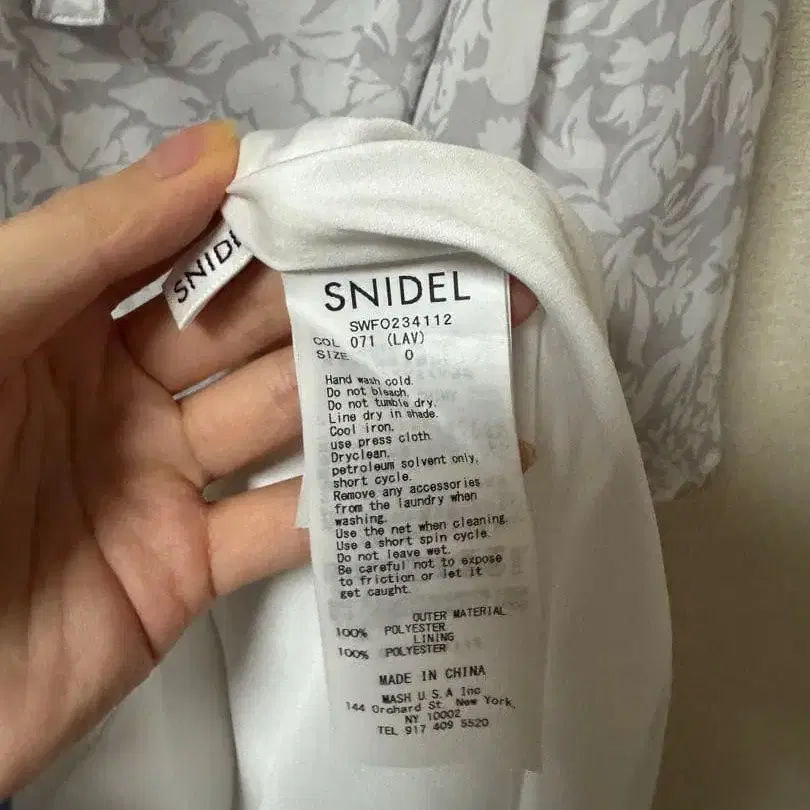 SNIDEL
SWFO234112
COL 071 (LAV)
SIZE 0
Hand wash cold.
Do not bleach.
Do not tumble dry.
Line dry in shade.
Cool iron.
use press cloth.
Dryclean,
petroleum solvent only,
short cycle.
Remove any accessories
from the laundry when
washing.
Use the net when cleaning.
Use a short spin cycle.
Do not leave wet.
Be careful not to expose
to friction or let it
get caught.
OUTER MATERIAL
100% POLYESTER
LINING
100% POLYESTER
MADE IN CHINA
MASH U.S.A Inc
144 Orchard St. New York,
NY 10002
TEL 917 409 5520
SNID